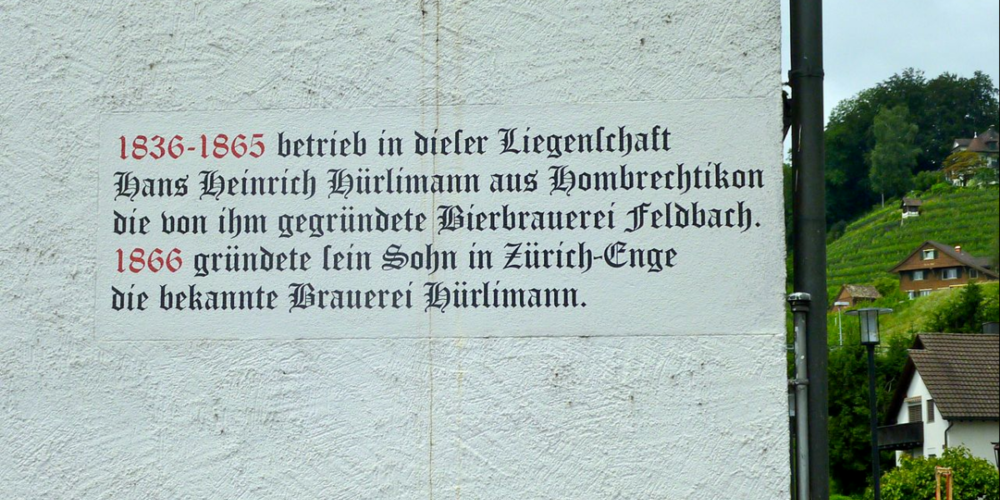 1836-1865 betrieb in dieſer Liegenſchaft
Hans Heinrich Hürlimann aus Hombrechtikon
die von ihm gegründete Bierbrauerei Feldbach.
1866 gründete ſein Sohn in Zürich-Enge
die bekannte Brauerei Hürlimann.